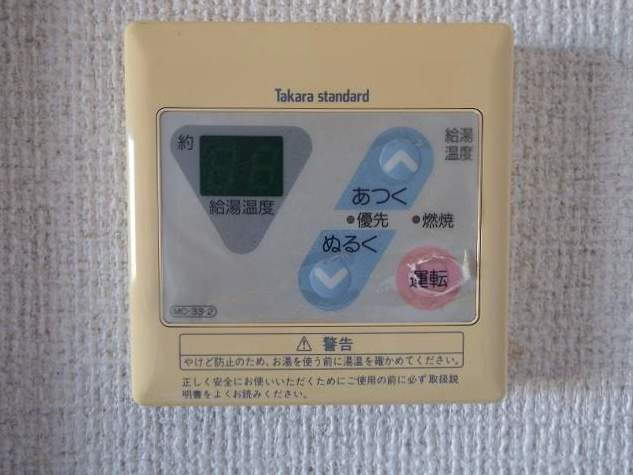 Takara standard
約
給湯温度
給湯
温度
あつく
優先
燃焼
ぬるく
運転
MC-33-2
警告
やけど防止のため、お湯を使う前に湯温を確かめてください。
正しく安全にお使いいただくためにご使用の前に必ず取扱説
明書をよくお読みください。